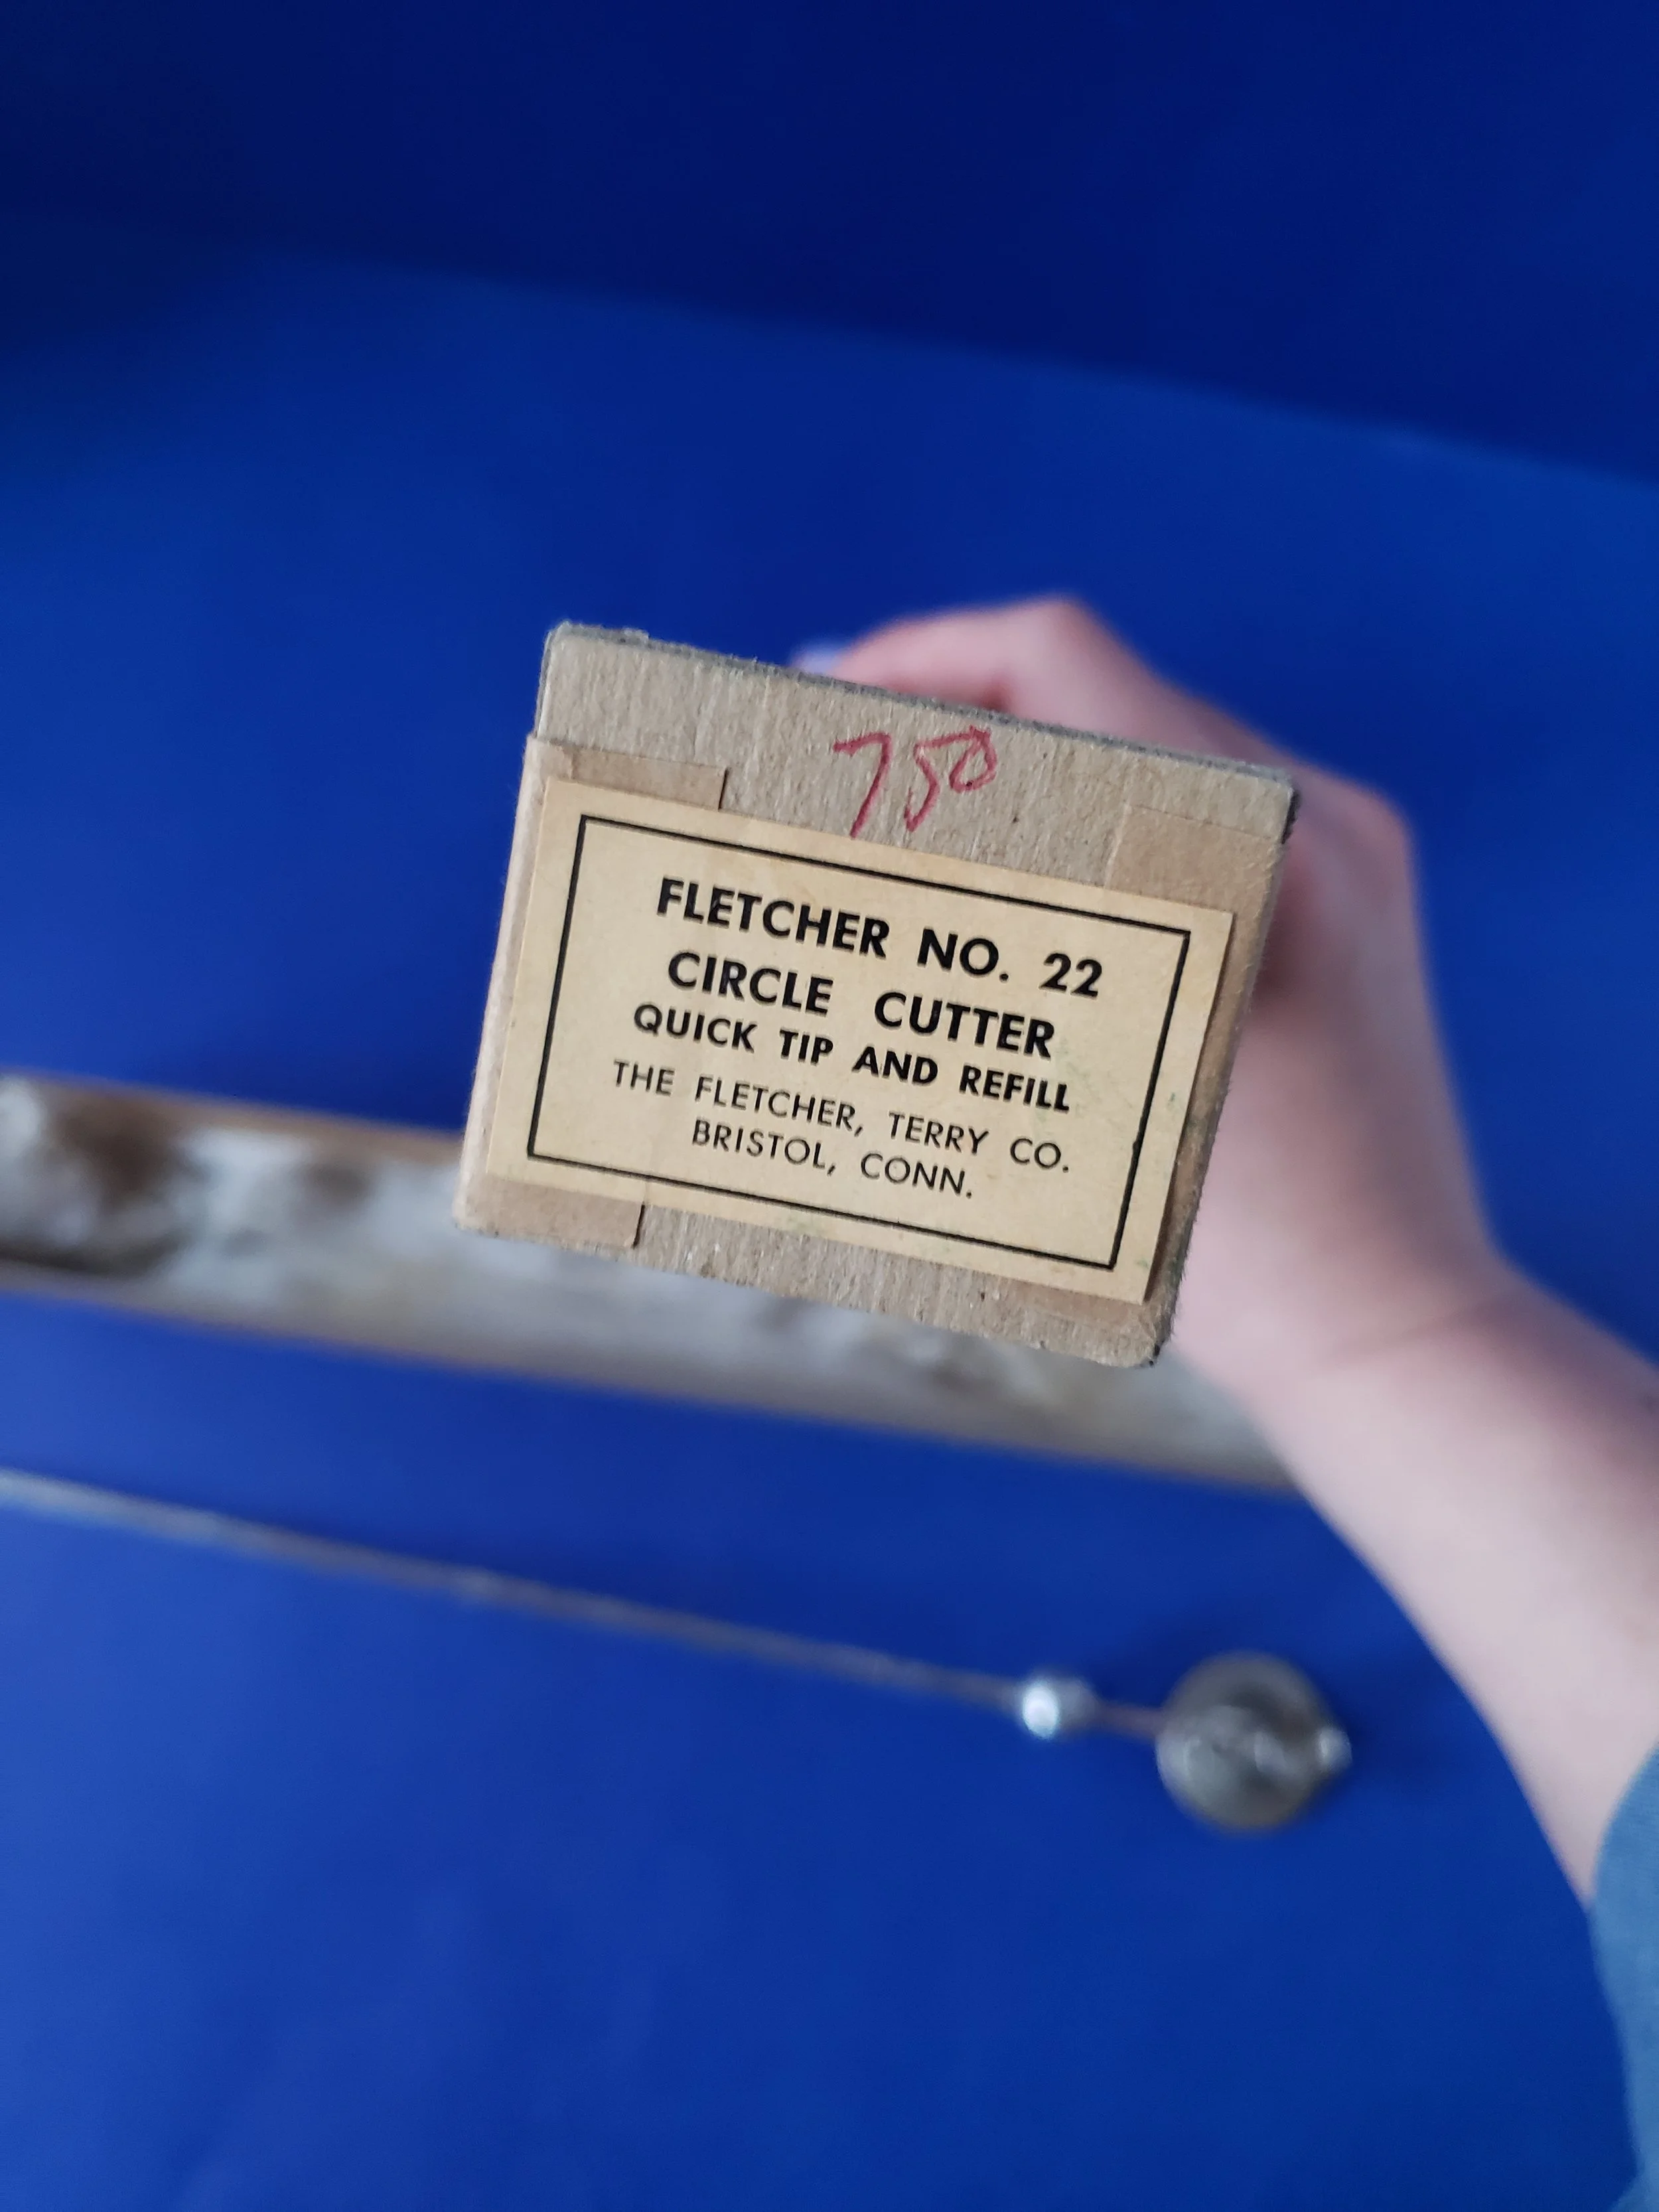 750
FLETCHER NO. 22
CIRCLE CUTTER
QUICK TIP AND REFILL
THE FLETCHER, TERRY CO.
BRISTOL, CONN.